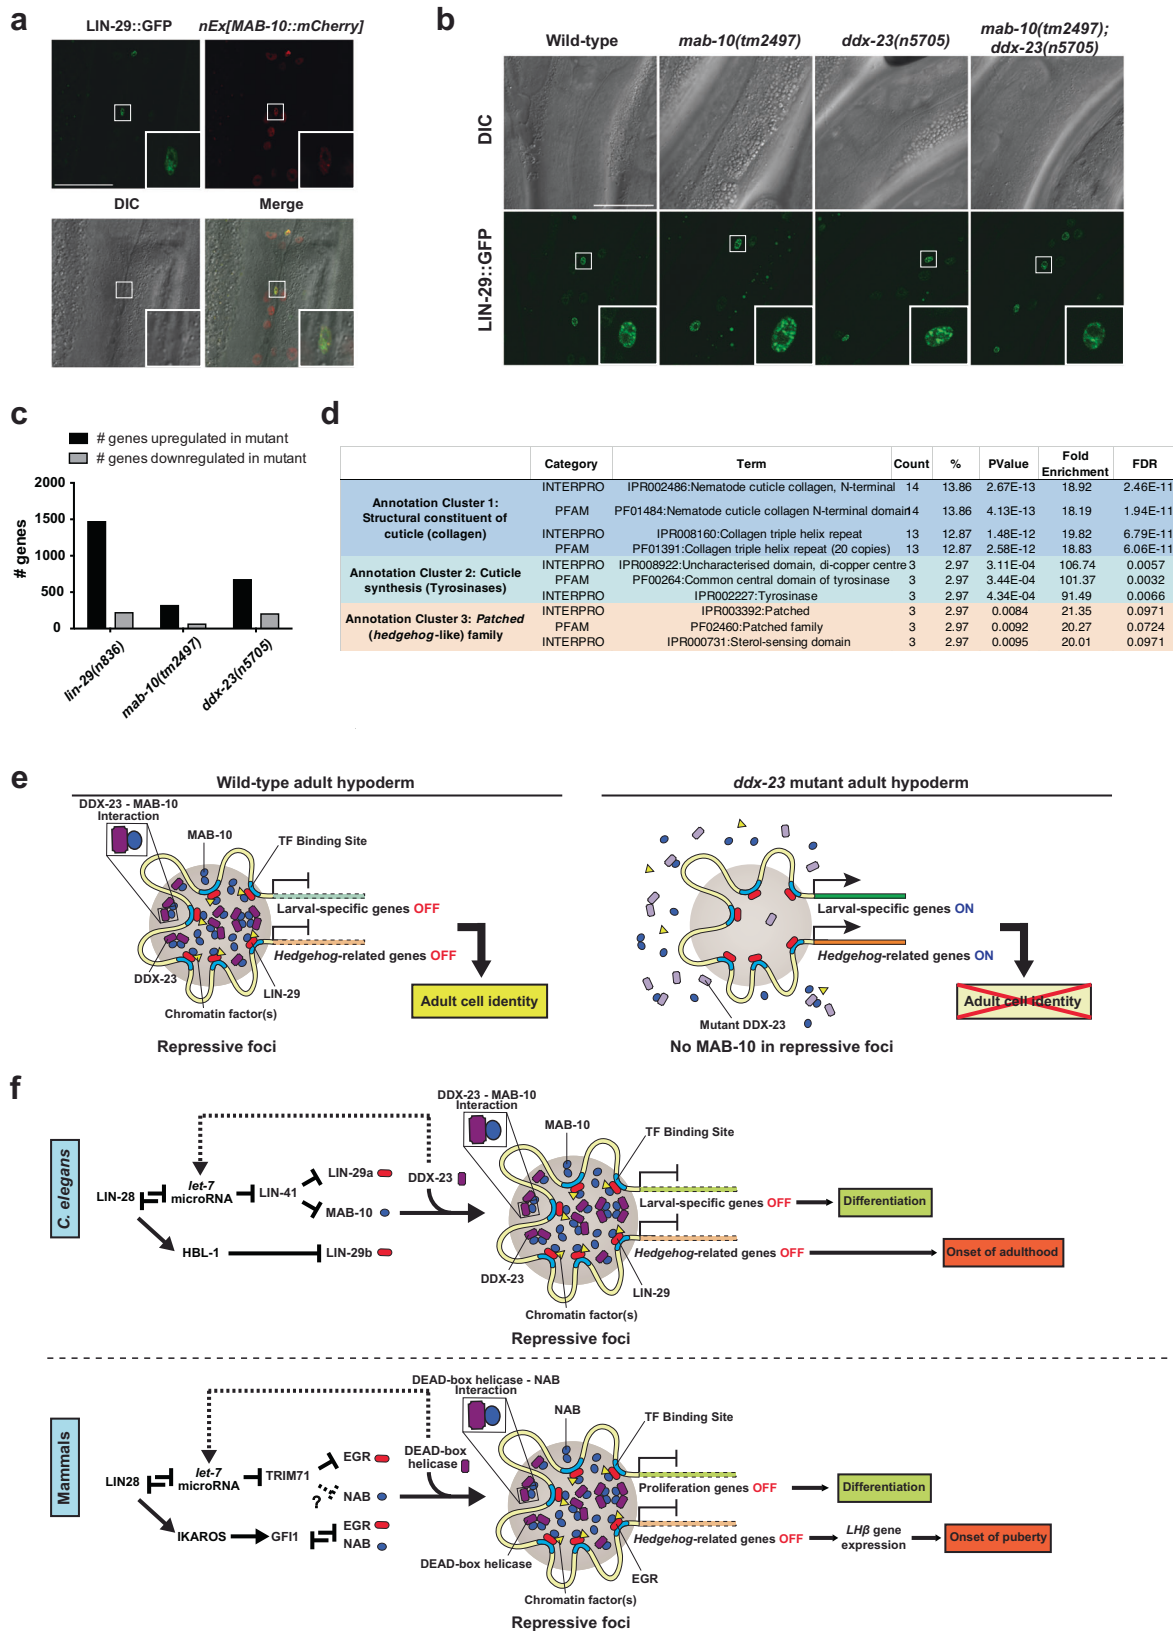 a
LIN-29::GFP
nEx[MAB-10::mCherry]
DIC
Merge
b
Wild-type
mab-10(tm2497)
ddx-23(n5705)
mab-10(tm2497);
ddx-23(n5705)
DIC
LIN-29::GFP
c
# genes upregulated in mutant
# genes downregulated in mutant
# genes
2000
1500
1000
500
0
lin-29(n836)
mab-10(tm2497)
ddx-23(n5705)
d
Category Term Count % PValue Fold Enrichment FDR
Annotation Cluster 1:
Structural constituent of
cuticle (collagen)
INTERPRO IPR002486:Nematode cuticle collagen, N-terminal 14 13.86 2.67E-13 18.92 2.46E-11
PFAM PF01484:Nematode cuticle collagen N-terminal domain 14 13.86 4.13E-13 18.19 1.94E-11
INTERPRO IPR008160:Collagen triple helix repeat 13 12.87 1.48E-12 19.82 6.79E-11
PFAM PF01391:Collagen triple helix repeat (20 copies) 13 12.87 2.58E-12 18.83 6.06E-11
Annotation Cluster 2: Cuticle
synthesis (Tyrosinases)
INTERPRO IPR008922:Uncharacterised domain, di-copper centre 3 2.97 3.11E-04 106.74 0.0057
PFAM PF00264:Common central domain of tyrosinase 3 2.97 3.44E-04 101.37 0.0032
INTERPRO IPR002227:Tyrosinase 3 2.97 4.34E-04 91.49 0.0066
Annotation Cluster 3: Patched
(hedgehog-like) family
INTERPRO IPR003392:Patched 3 2.97 0.0084 21.35 0.0971
PFAM PF02460:Patched family 3 2.97 0.0092 20.27 0.0724
INTERPRO IPR000731:Sterol-sensing domain 3 2.97 0.0095 20.01 0.0971
e
Wild-type adult hypoderm
DDX-23 - MAB-10
Interaction
MAB-10
TF Binding Site
Larval-specific genes OFF
Hedgehog-related genes OFF
DDX-23
LIN-29
Chromatin factor(s)
Adult cell identity
Repressive foci
ddx-23 mutant adult hypoderm
Larval-specific genes ON
Hedgehog-related genes ON
Mutant DDX-23
Adult cell identity
No MAB-10 in repressive foci
f
C. elegans
LIN-28
let-7
microRNA
LIN-41
LIN-29a
MAB-10
HBL-1
LIN-29b
DDX-23
DDX-23 - MAB-10
Interaction
MAB-10
TF Binding Site
Larval-specific genes OFF
Differentiation
Hedgehog-related genes OFF
Onset of adulthood
DDX-23
LIN-29
Chromatin factor(s)
Repressive foci
Mammals
LIN28
let-7
microRNA
TRIM71
EGR
?
NAB
IKAROS
GFI1
EGR
NAB
DEAD-box
helicase
DEAD-box helicase - NAB
Interaction
NAB
TF Binding Site
Proliferation genes OFF
Differentiation
Hedgehog-related genes OFF
LHβ gene
expression
Onset of puberty
DEAD-box helicase
EGR
Chromatin factor(s)
Repressive foci